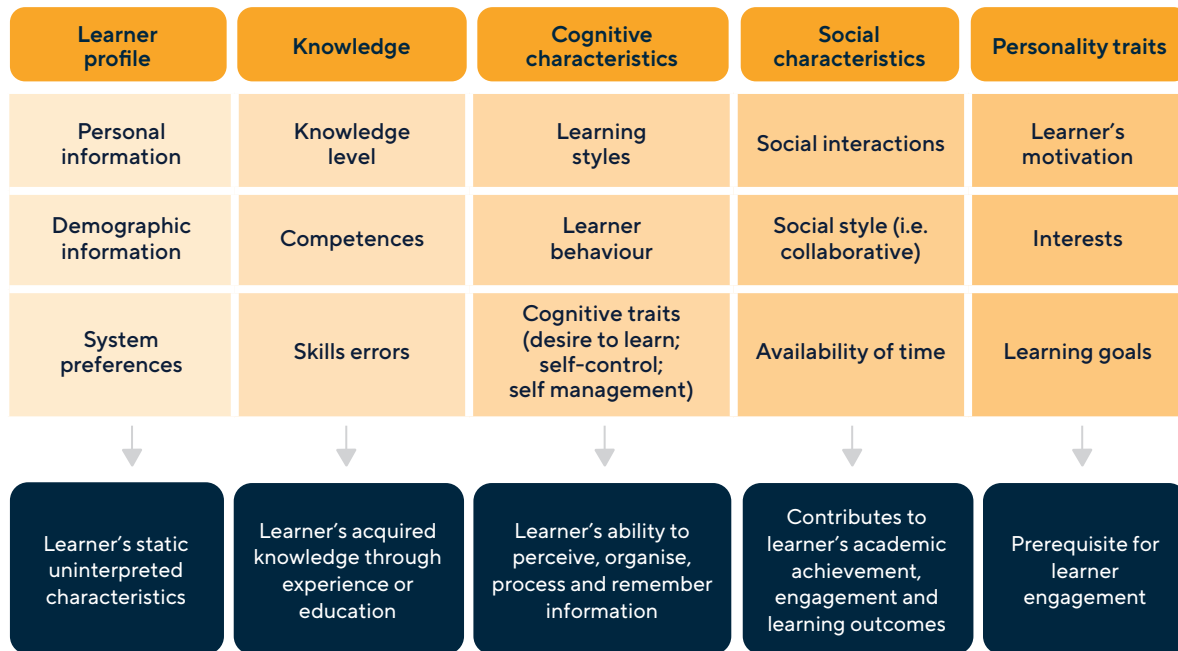 Learner
profile
Knowledge
Cognitive
characteristics
Social
characteristics
Personality traits
Personal
information
Knowledge
level
Learning
styles
Social interactions
Learner’s
motivation
Demographic
information
Competences
Learner
behaviour
Social style (i.e.
collaborative)
Interests
System
preferences
Skills errors
Cognitive traits
(desire to learn;
self-control;
self management)
Availability of time
Learning goals
Learner’s static
uninterpreted
characteristics
Learner’s acquired
knowledge through
experience or
education
Learner’s ability to
perceive, organise,
process and remember
information
Contributes to
learner’s academic
achievement,
engagement and
learning outcomes
Prerequisite for
learner
engagement